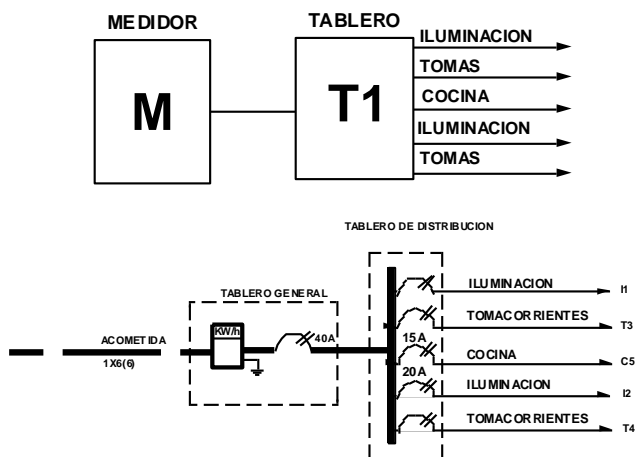 MEDIDOR
TABLERO
M
T1
ILUMINACION
TOMAS
COCINA
ILUMINACION
TOMAS
TABLERO DE DISTRIBUCION
TABLERO GENERAL
ACOMETIDA
1X6(6)
KW/h
40A
15A
20A
ILUMINACION I1
TOMACORRIENTES T3
COCINA C5
ILUMINACION I2
TOMACORRIENTES T4